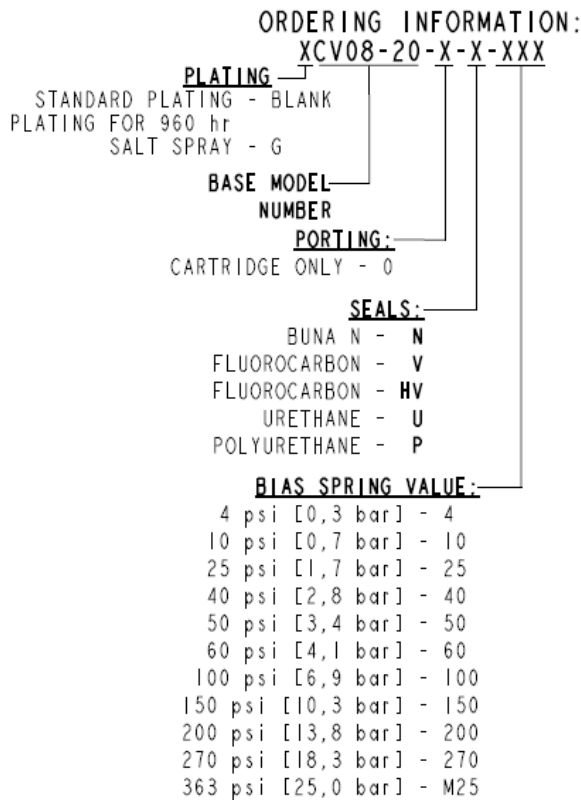 ORDERING INFORMATION:
XCV08-20-X-X-XXX
PLATING
STANDARD PLATING - BLANK
PLATING FOR 960 hr
SALT SPRAY - G
BASE MODEL
NUMBER
PORTING:
CARTRIDGE ONLY - 0
SEALS:
BUNA N - N
FLUOROCARBON - V
FLUOROCARBON - HV
URETHANE - U
POLYURETHANE - P
BIAS SPRING VALUE:
4 psi [0,3 bar] - 4
10 psi [0,7 bar] - 10
25 psi [1,7 bar] - 25
40 psi [2,8 bar] - 40
50 psi [3,4 bar] - 50
60 psi [4,1 bar] - 60
100 psi [6,9 bar] - 100
150 psi [10,3 bar] - 150
200 psi [13,8 bar] - 200
270 psi [18,3 bar] - 270
363 psi [25,0 bar] - M25